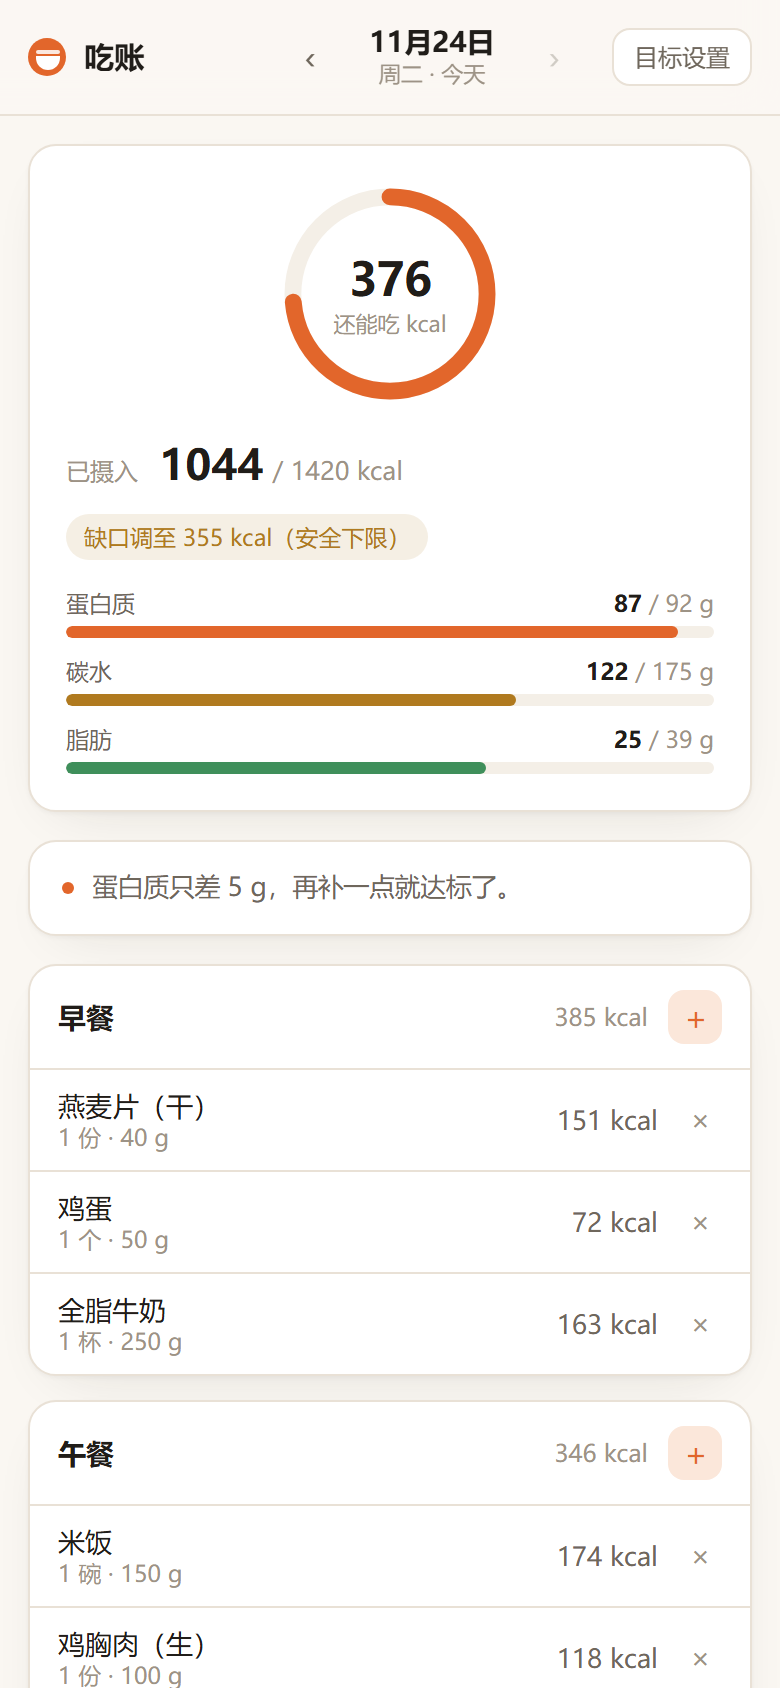 吃账
‹ 11月24日 ›
周二 · 今天
目标设置
376
还能吃 kcal
已摄入 1044 / 1420 kcal
缺口调至 355 kcal（安全下限）
蛋白质 87 / 92 g
碳水 122 / 175 g
脂肪 25 / 39 g
蛋白质只差 5 g，再补一点就达标了。
早餐 385 kcal +
燕麦片（干） 151 kcal ×
1 份 · 40 g
鸡蛋 72 kcal ×
1 个 · 50 g
全脂牛奶 163 kcal ×
1 杯 · 250 g
午餐 346 kcal +
米饭 174 kcal ×
1 碗 · 150 g
鸡胸肉（生） 118 kcal ×
1 份 · 100 g